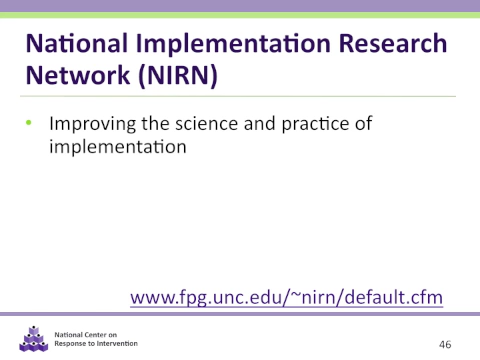 National Implementation Research
Network (NIRN)
• Improving the science and practice of
implementation
www.fpg.unc.edu/~nirn/default.cfm
National Center on
Response to Intervention
46